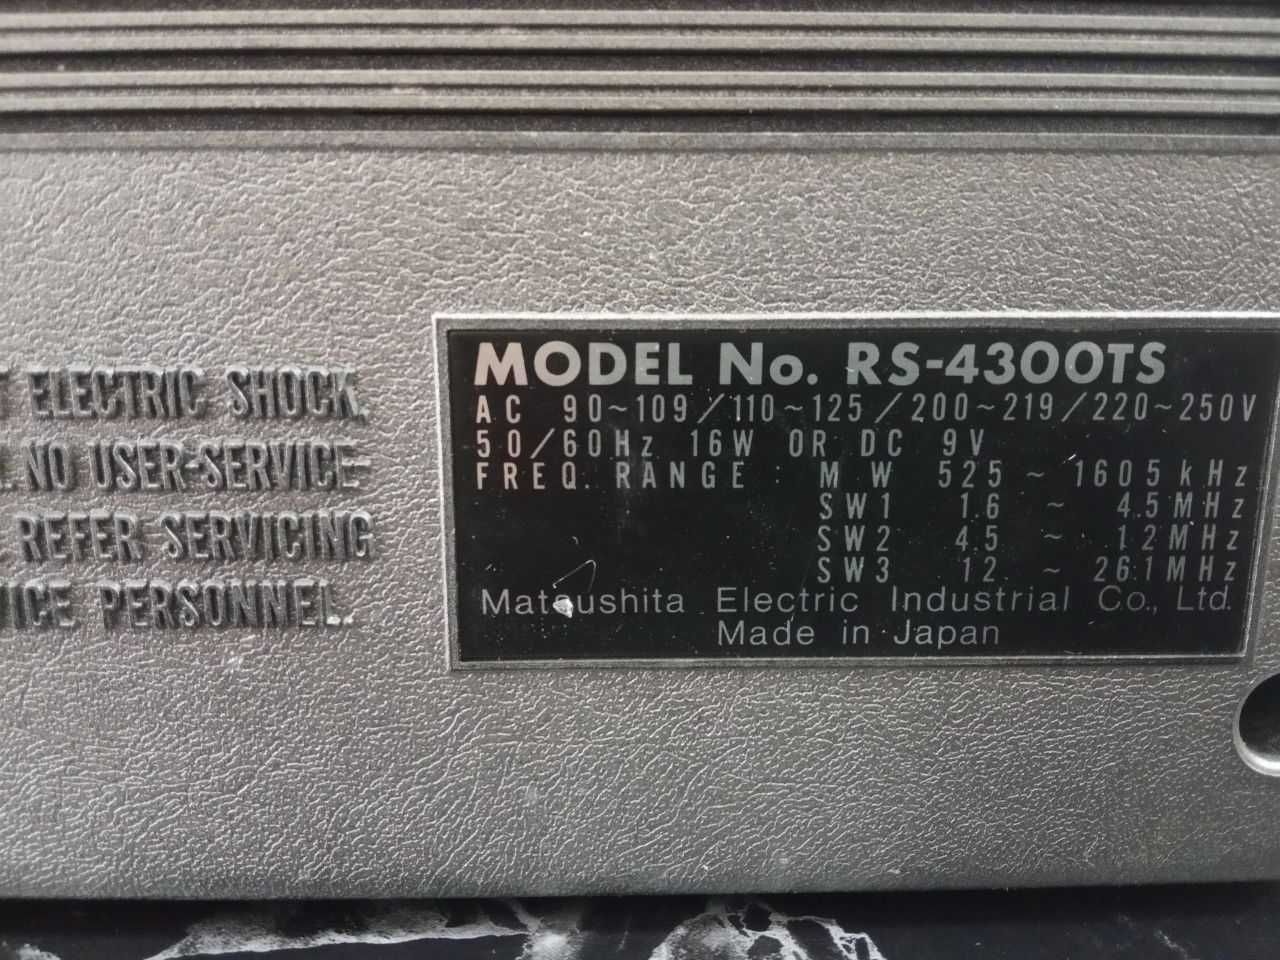 ELECTRIC SHOCK,
NO USER-SERVICE-
REFER SERVICING
PERSONNEL.
MODEL No. RS-4300TS
AC 90~109/110~125/200~219/220~250V
50/60Hz 16W OR DC 9V
FREQ. RANGE : MW 525 ~ 1605kHz
SW1 1.6 ~ 4.5MHz
SW2 4.5 ~ 12MHz
SW3 12 ~ 26.1MHz
Matsushita Electric Industrial Co., Ltd.
Made in Japan